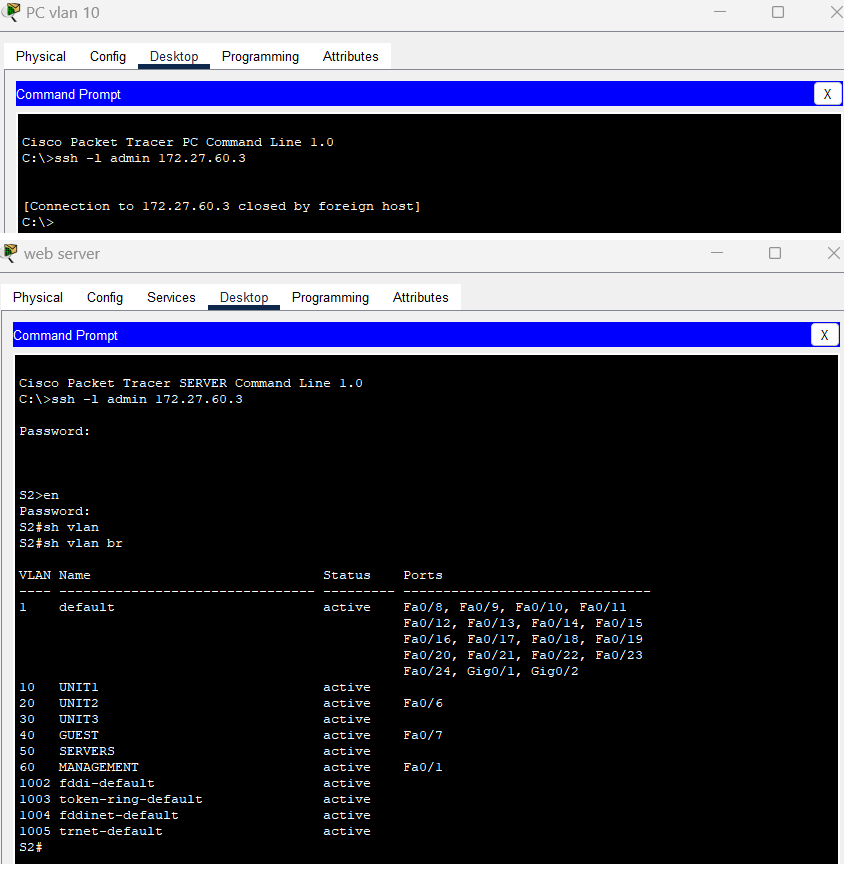 PC vlan 10
Physical Config Desktop Programming Attributes
Command Prompt X
Cisco Packet Tracer PC Command Line 1.0
C:\>ssh -l admin 172.27.60.3
[Connection to 172.27.60.3 closed by foreign host]
C:\>
web server
Physical Config Services Desktop Programming Attributes
Command Prompt X
Cisco Packet Tracer SERVER Command Line 1.0
C:\>ssh -l admin 172.27.60.3
Password:
S2>en
Password:
S2#sh vlan
S2#sh vlan br
VLAN Name                             Status    Ports
---- -------------------------------- --------- -------------------------------
1    default                          active    Fa0/8, Fa0/9, Fa0/10, Fa0/11
                                                Fa0/12, Fa0/13, Fa0/14, Fa0/15
                                                Fa0/16, Fa0/17, Fa0/18, Fa0/19
                                                Fa0/20, Fa0/21, Fa0/22, Fa0/23
                                                Fa0/24, Gig0/1, Gig0/2
10   UNIT1                            active
20   UNIT2                            active    Fa0/6
30   UNIT3                            active
40   GUEST                            active    Fa0/7
50   SERVERS                          active
60   MANAGEMENT                       active    Fa0/1
1002 fddi-default                     active
1003 token-ring-default               active
1004 fddinet-default                  active
1005 trnet-default                    active
S2#